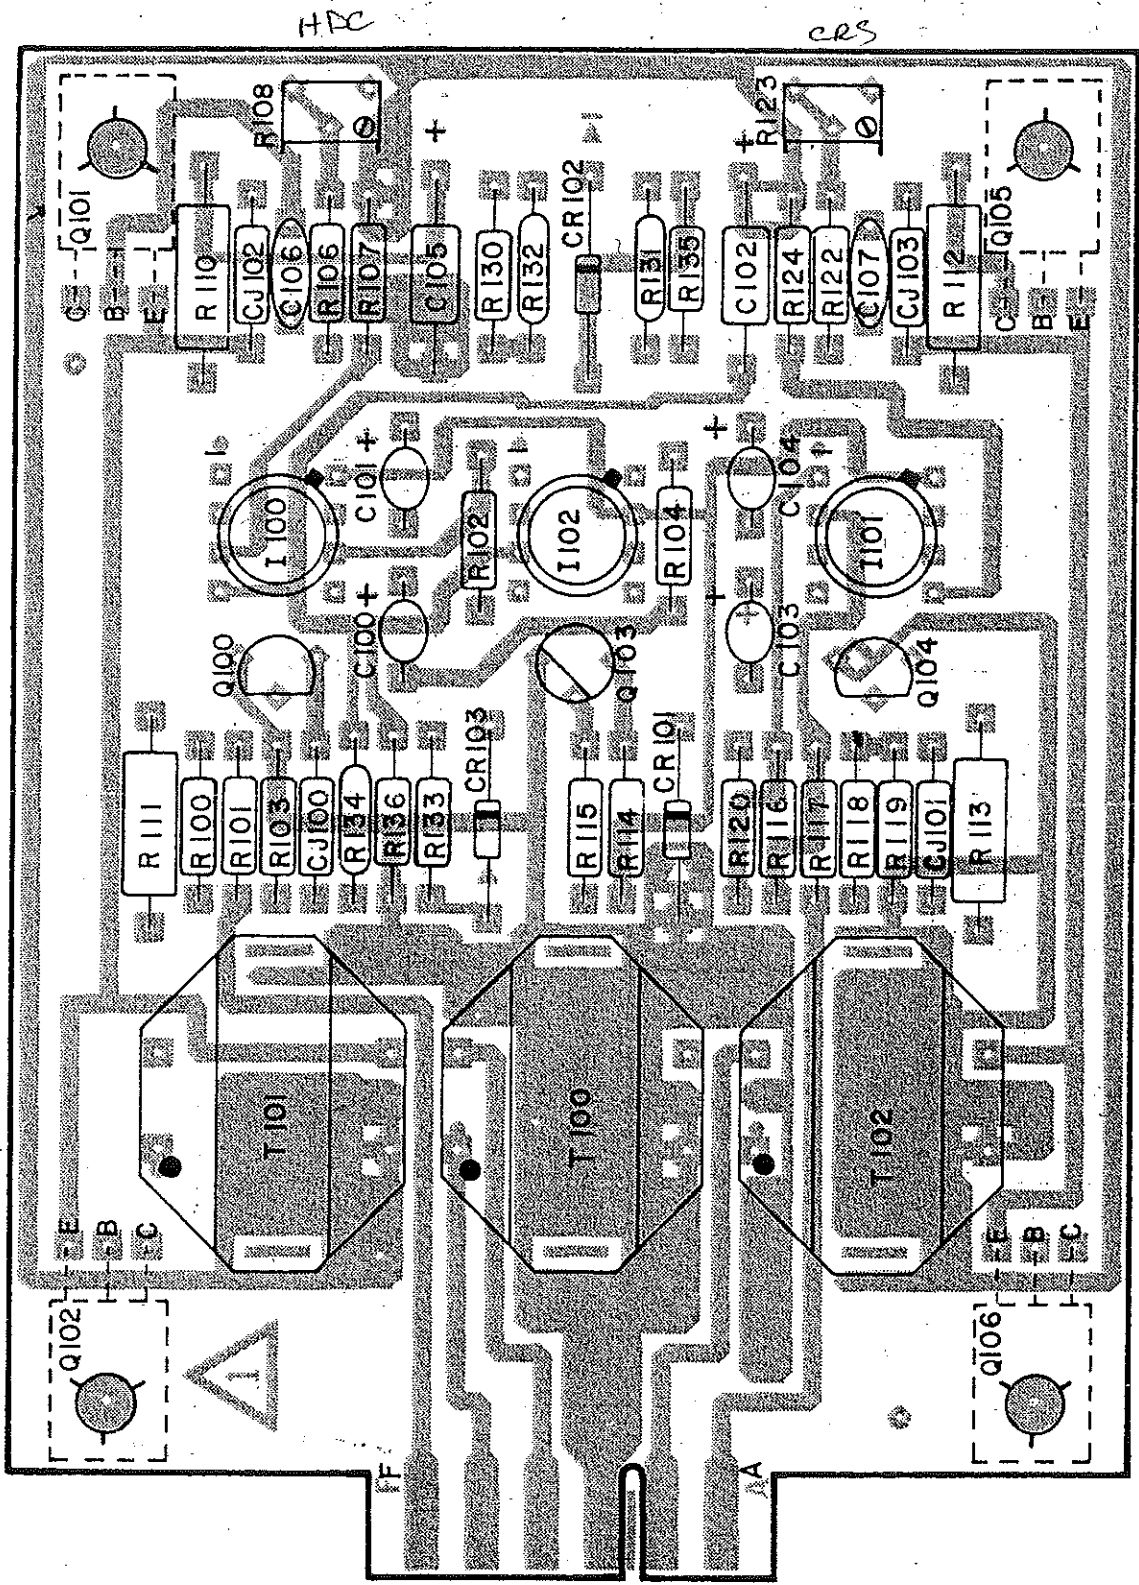 HDC
CRS
R108
R123
Q101
C
B
E
R110
CJ102
C106
R106
R107
+
C105
R130
R132
CR102
R131
R135
+
C102
R124
R122
C107
CJ103
R112
Q105
C
B
E
I100
C101
+
R102
I102
R104
+
C104
I101
Q100
C100
+
Q103
+
C103
Q104
R111
R100
R101
R103
CJ100
R134
R136
R133
CR103
R115
R114
CR101
R120
R116
R117
R118
R119
CJ101
R113
T101
T100
T102
E
B
C
Q102
1
E
B
C
Q106
F
A